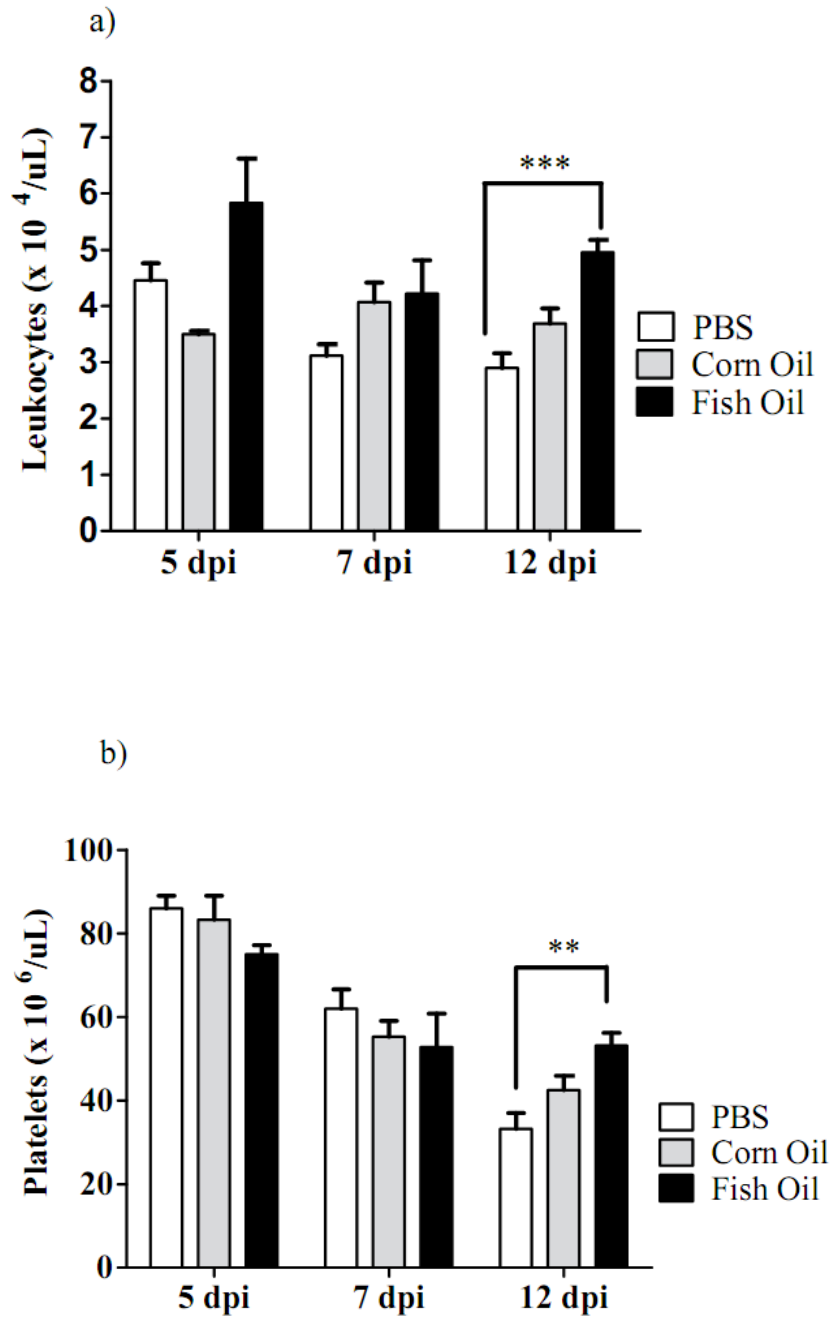 a)
Leukocytes (x 10 ⁴/uL)
8
7
6
5
4
3
2
1
0
***
5 dpi 7 dpi 12 dpi
PBS
Corn Oil
Fish Oil
b)
Platelets (x 10 ⁶/uL)
100
80
60
40
20
0
**
5 dpi 7 dpi 12 dpi
PBS
Corn Oil
Fish Oil